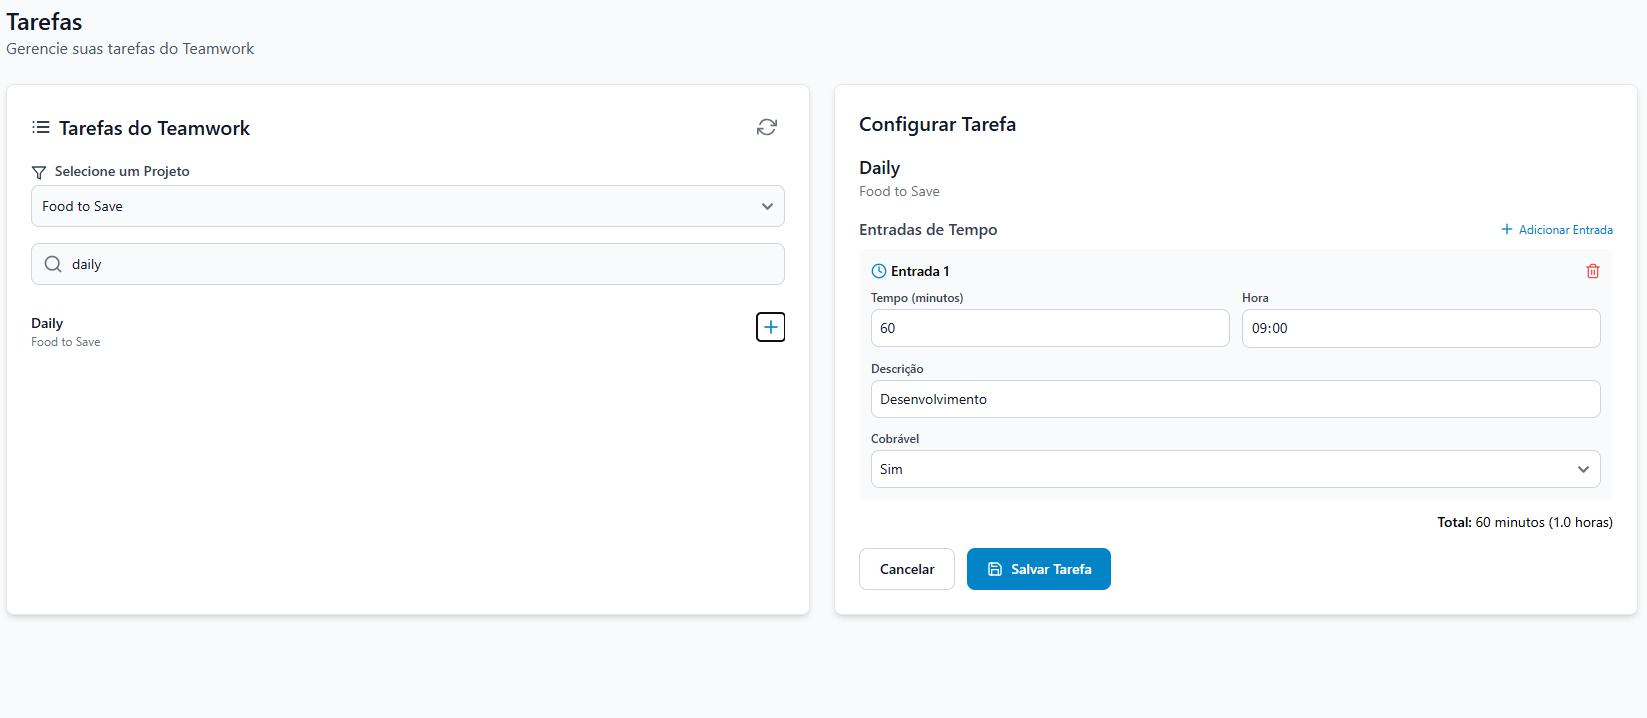 Tarefas
Gerencie suas tarefas do Teamwork
Tarefas do Teamwork
Selecione um Projeto
Food to Save
daily
Daily
Food to Save
Configurar Tarefa
Daily
Food to Save
Entradas de Tempo
Adicionar Entrada
Entrada 1
Tempo (minutos)
Hora
60
09:00
Descrição
Desenvolvimento
Cobrável
Sim
Total: 60 minutos (1.0 horas)
Cancelar
Salvar Tarefa